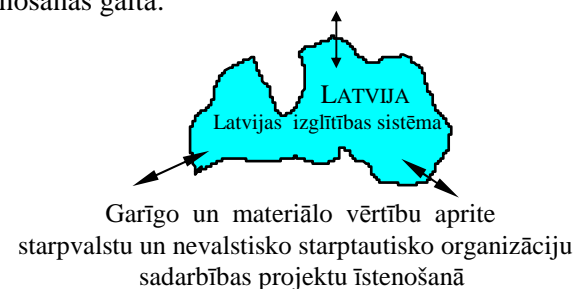 nošanas gaitā.
LATVIJA
Latvijas izglītības sistēma
Garīgo un materiālo vērtību aprite
starpvalstu un nevalstisko starptautisko organizāciju
sadarbības projektu īstenošanā